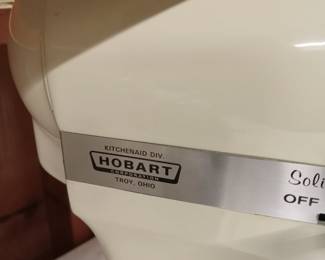 KITCHENAID DIV.
HOBART
CORPORATION
TROY, OHIO
Soli
OFF